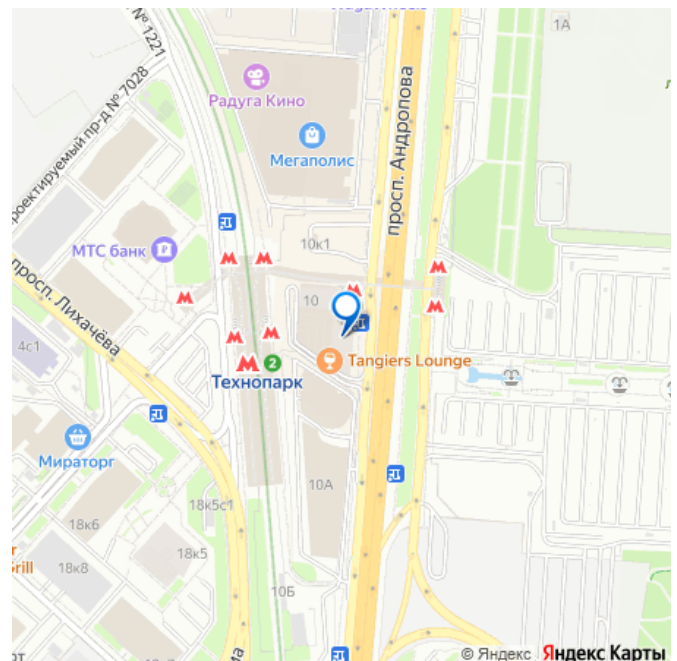 1А
№ 1221
Радуга Кино
проектируемый пр-д № 7028
Мегаполис
просп. Андропова
10к1
МТС банк
просп. Лихачёва
10
4с1
Tangiers Lounge
2
Технопарк
Мираторг
10А
18к5с1
18к6
18к5
18к8
10Б
© Яндекс Яндекс Карты